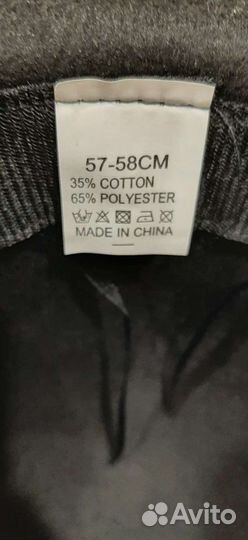 57-58CM
35% COTTON
65% POLYESTER
MADE IN CHINA
Avito